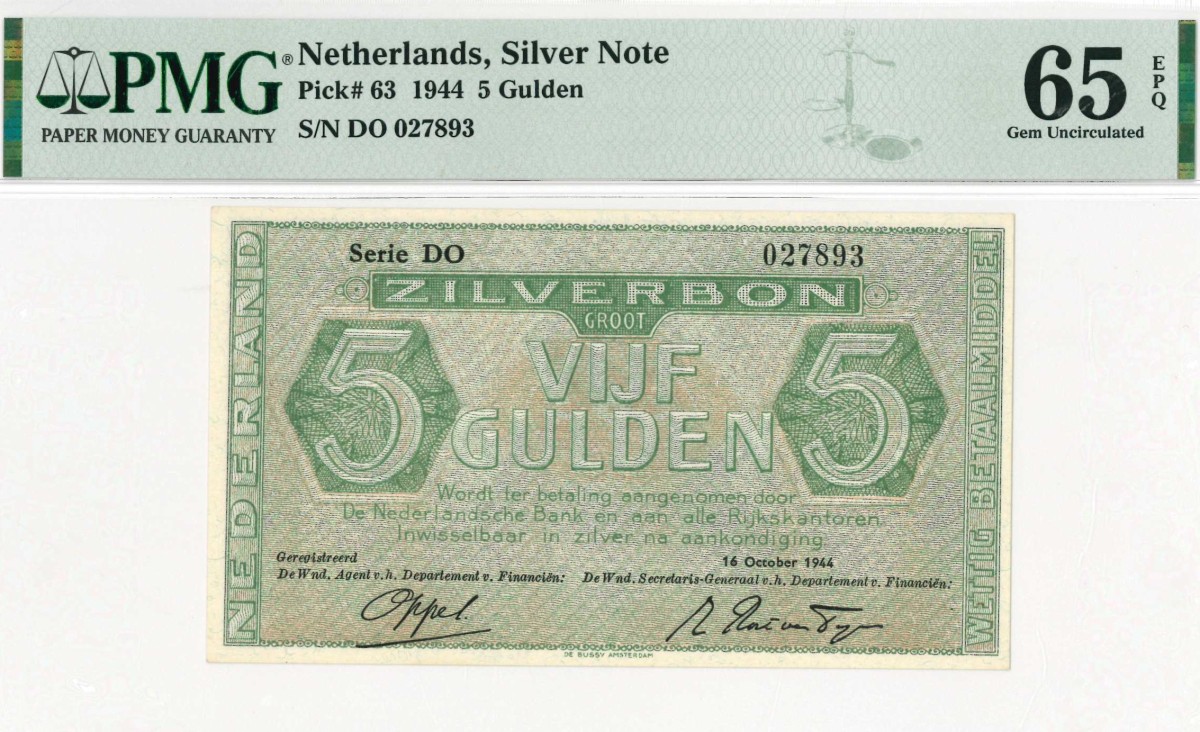 PMG®
PAPER MONEY GUARANTY
Netherlands, Silver Note
Pick# 63 1944 5 Gulden
S/N DO 027893
65
EPQ
Gem Uncirculated
Serie DO
027893
ZILVERBON
GROOT
VIJF
GULDEN
5
5
NEDERLAND
WETTIG BETAALMIDDEL
Wordt ter betaling aangenomen door
De Nederlandsche Bank en aan alle Rijkskantoren.
Inwisselbaar in zilver na aankondiging
Geregistreerd
De Wnd. Agent v.h. Departement v. Financiën:
16 October 1944
De Wnd. Secretaris-Generaal v.h. Departement v. Financiën:
Oppel.
DE BUSSY AMSTERDAM